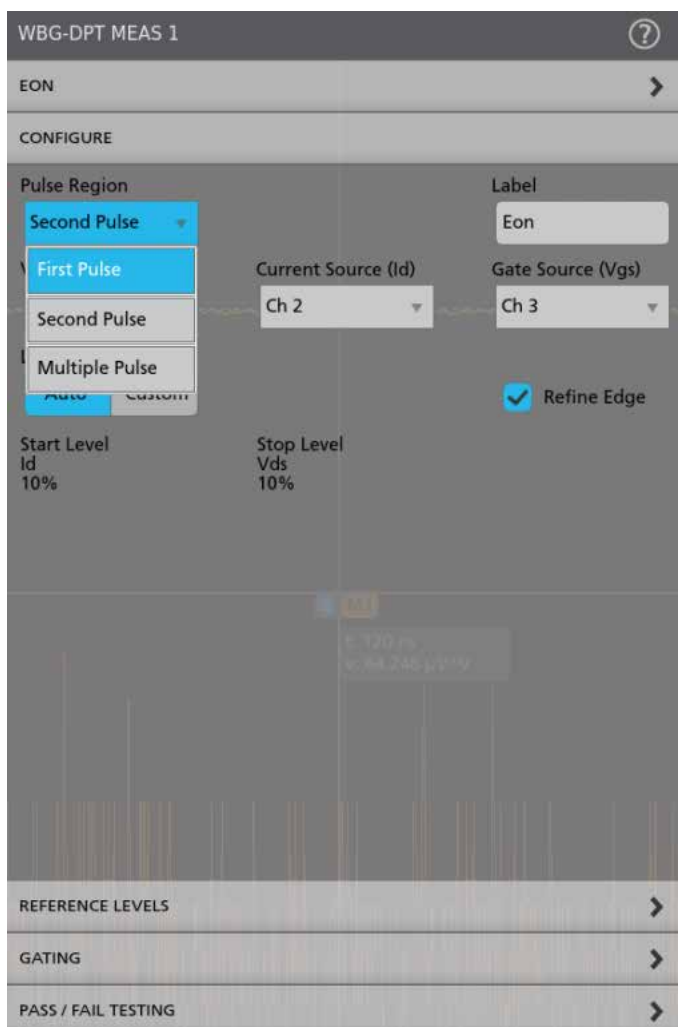 WBG-DPT MEAS 1
?
EON
CONFIGURE
Pulse Region
Label
Second Pulse
Eon
First Pulse
Current Source (Id)
Gate Source (Vgs)
Ch 2
Ch 3
Second Pulse
Multiple Pulse
Auto
Custom
Refine Edge
Start Level
Stop Level
Id
Vds
10%
10%
REFERENCE LEVELS
GATING
PASS / FAIL TESTING